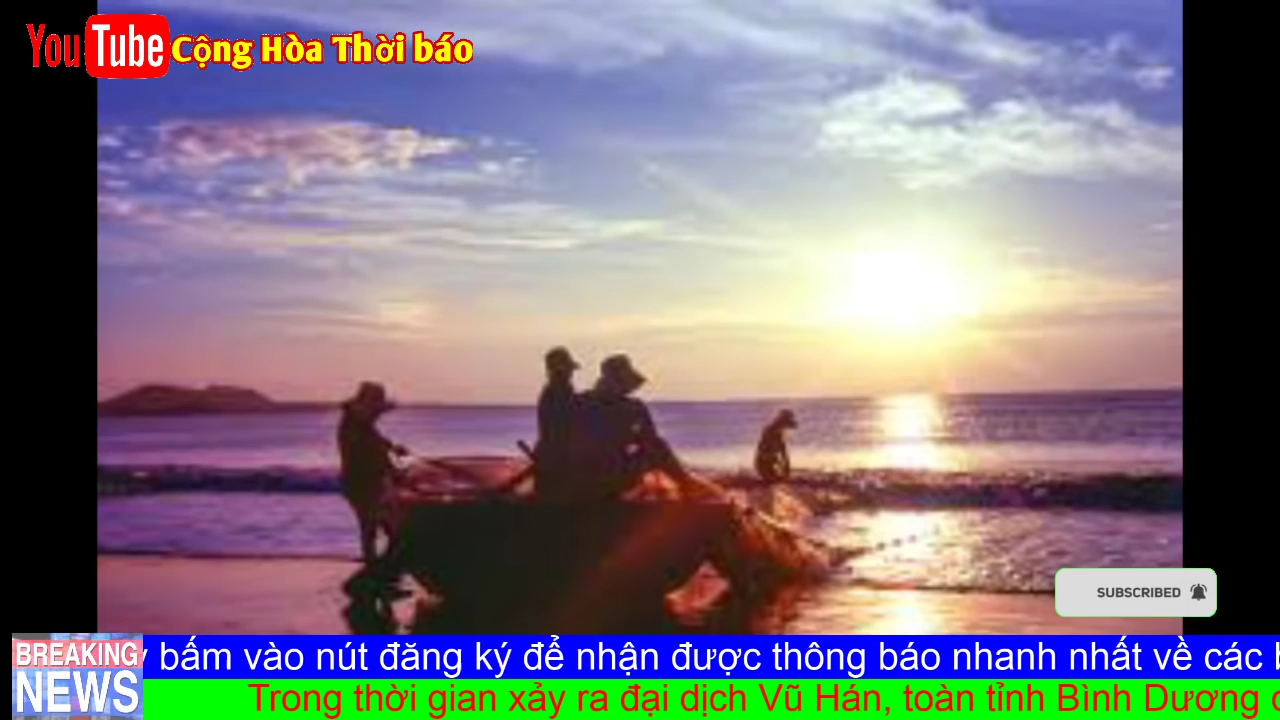 YouTube Cộng Hòa Thời báo
SUBSCRIBED
BREAKING
NEWS
bấm vào nút đăng ký để nhận được thông báo nhanh nhất về các
Trong thời gian xảy ra đại dịch Vũ Hán, toàn tỉnh Bình Dương